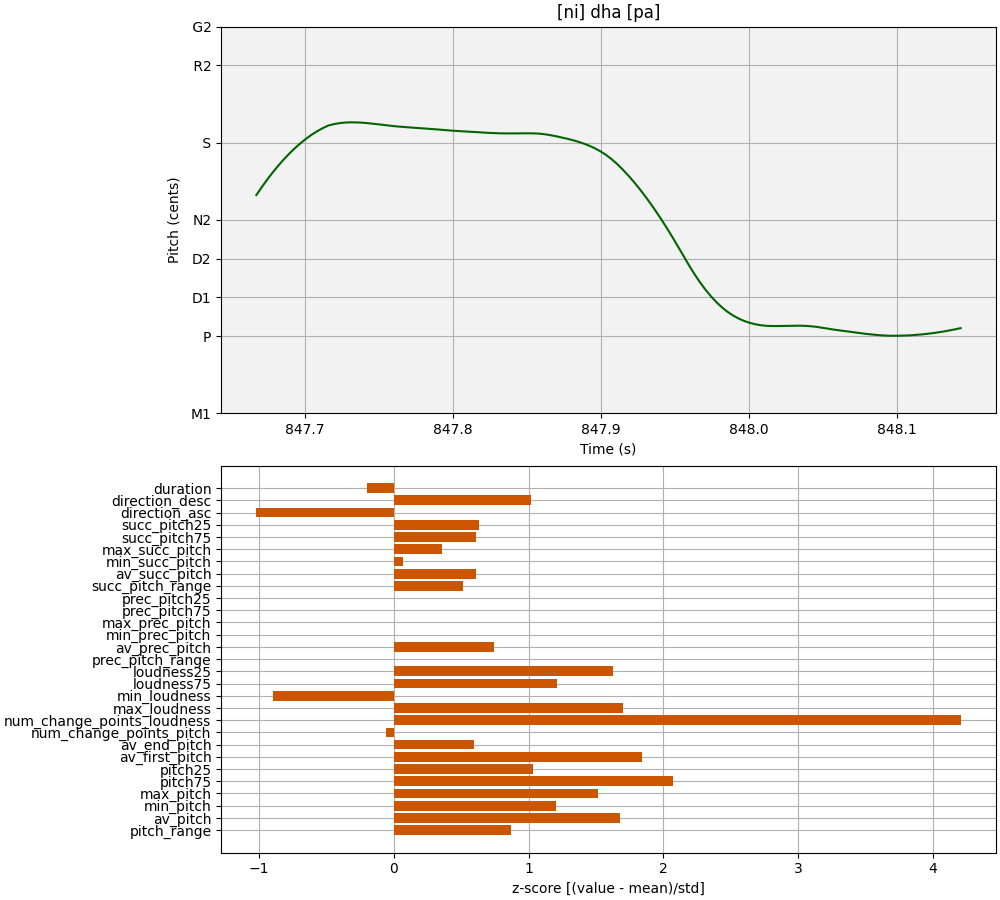 [ni] dha [pa]
G2
R2
S
N2
D2
D1
P
M1
Pitch (cents)
847.7 847.8 847.9 848.0 848.1
Time (s)
duration
direction_desc
direction_asc
succ_pitch25
succ_pitch75
max_succ_pitch
min_succ_pitch
av_succ_pitch
succ_pitch_range
prec_pitch25
prec_pitch75
max_prec_pitch
min_prec_pitch
av_prec_pitch
prec_pitch_range
loudness25
loudness75
min_loudness
max_loudness
num_change_points_loudness
num_change_points_pitch
av_end_pitch
av_first_pitch
pitch25
pitch75
max_pitch
min_pitch
av_pitch
pitch_range
−1 0 1 2 3 4
z-score [(value - mean)/std]